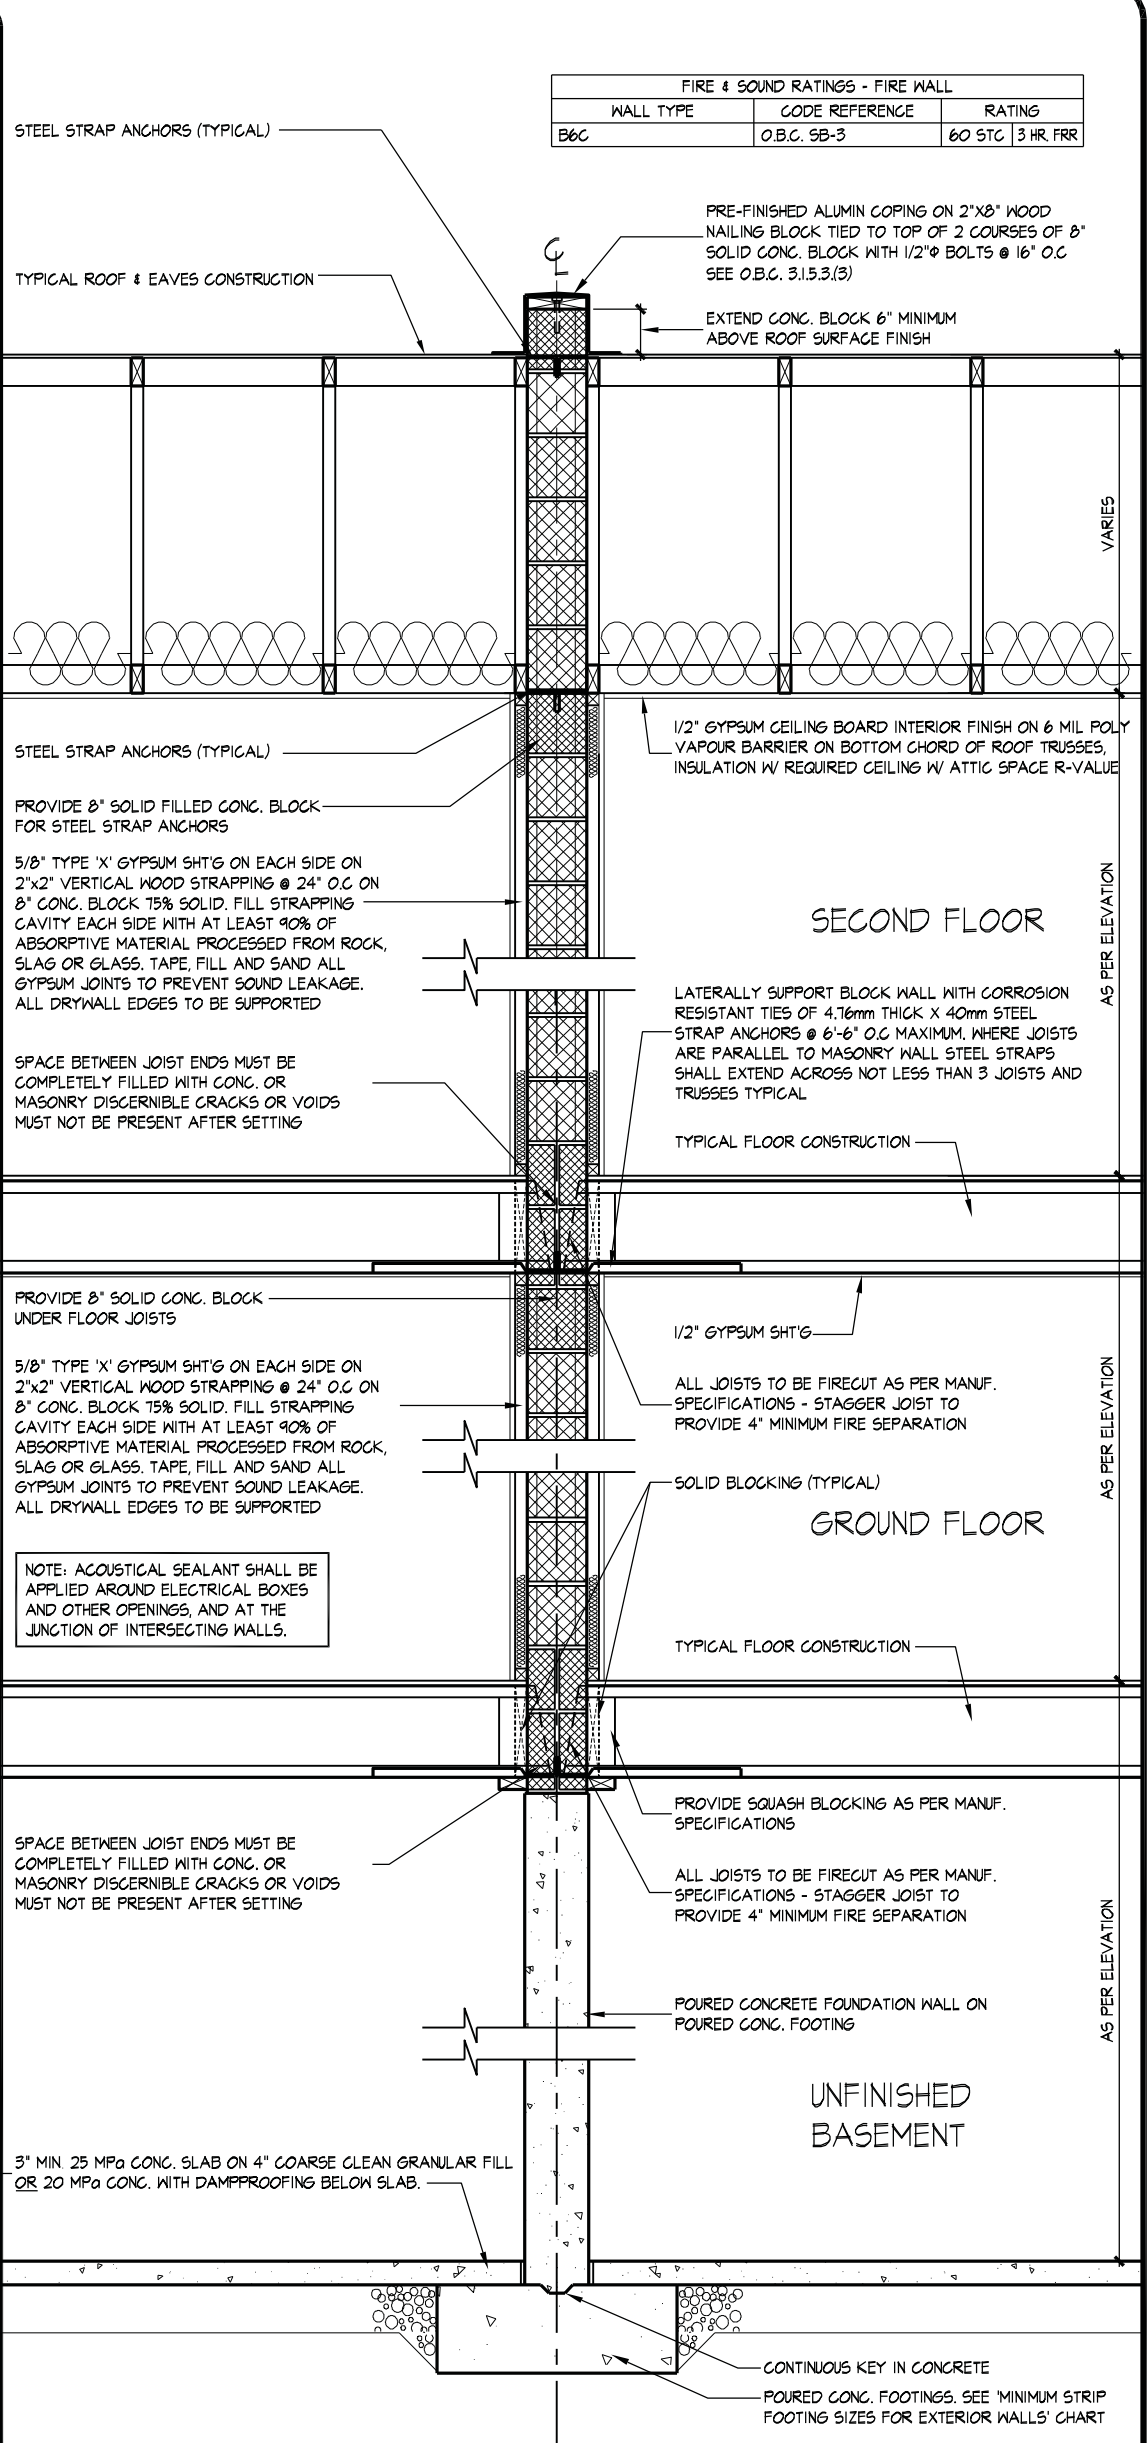 FIRE & SOUND RATINGS - FIRE WALL
WALL TYPE CODE REFERENCE RATING
B6C O.B.C. SB-3 60 STC 3 HR. FRR
STEEL STRAP ANCHORS (TYPICAL)
PRE-FINISHED ALUMIN COPING ON 2"X8" WOOD
NAILING BLOCK TIED TO TOP OF 2 COURSES OF 8"
SOLID CONC. BLOCK WITH 1/2"Φ BOLTS @ 16" O.C
SEE O.B.C. 3.1.5.3.(3)
CL
TYPICAL ROOF & EAVES CONSTRUCTION
EXTEND CONC. BLOCK 6" MINIMUM
ABOVE ROOF SURFACE FINISH
VARIES
STEEL STRAP ANCHORS (TYPICAL)
1/2" GYPSUM CEILING BOARD INTERIOR FINISH ON 6 MIL POLY
VAPOUR BARRIER ON BOTTOM CHORD OF ROOF TRUSSES,
INSULATION W/ REQUIRED CEILING W/ ATTIC SPACE R-VALUE
PROVIDE 8" SOLID FILLED CONC. BLOCK
FOR STEEL STRAP ANCHORS
5/8" TYPE 'X' GYPSUM SHT'G ON EACH SIDE ON
2"x2" VERTICAL WOOD STRAPPING @ 24" O.C ON
8" CONC. BLOCK 75% SOLID. FILL STRAPPING
CAVITY EACH SIDE WITH AT LEAST 90% OF
ABSORPTIVE MATERIAL PROCESSED FROM ROCK,
SLAG OR GLASS. TAPE, FILL AND SAND ALL
GYPSUM JOINTS TO PREVENT SOUND LEAKAGE.
ALL DRYWALL EDGES TO BE SUPPORTED
SECOND FLOOR
AS PER ELEVATION
LATERALLY SUPPORT BLOCK WALL WITH CORROSION
RESISTANT TIES OF 4.76mm THICK X 40mm STEEL
STRAP ANCHORS @ 6'-6" O.C MAXIMUM. WHERE JOISTS
ARE PARALLEL TO MASONRY WALL STEEL STRAPS
SHALL EXTEND ACROSS NOT LESS THAN 3 JOISTS AND
TRUSSES TYPICAL
SPACE BETWEEN JOIST ENDS MUST BE
COMPLETELY FILLED WITH CONC. OR
MASONRY DISCERNIBLE CRACKS OR VOIDS
MUST NOT BE PRESENT AFTER SETTING
TYPICAL FLOOR CONSTRUCTION
PROVIDE 8" SOLID CONC. BLOCK
UNDER FLOOR JOISTS
1/2" GYPSUM SHT'G
5/8" TYPE 'X' GYPSUM SHT'G ON EACH SIDE ON
2"x2" VERTICAL WOOD STRAPPING @ 24" O.C ON
8" CONC. BLOCK 75% SOLID. FILL STRAPPING
CAVITY EACH SIDE WITH AT LEAST 90% OF
ABSORPTIVE MATERIAL PROCESSED FROM ROCK,
SLAG OR GLASS. TAPE, FILL AND SAND ALL
GYPSUM JOINTS TO PREVENT SOUND LEAKAGE.
ALL DRYWALL EDGES TO BE SUPPORTED
ALL JOISTS TO BE FIRECUT AS PER MANUF.
SPECIFICATIONS - STAGGER JOIST TO
PROVIDE 4" MINIMUM FIRE SEPARATION
AS PER ELEVATION
SOLID BLOCKING (TYPICAL)
GROUND FLOOR
NOTE: ACOUSTICAL SEALANT SHALL BE
APPLIED AROUND ELECTRICAL BOXES
AND OTHER OPENINGS, AND AT THE
JUNCTION OF INTERSECTING WALLS.
TYPICAL FLOOR CONSTRUCTION
PROVIDE SQUASH BLOCKING AS PER MANUF.
SPECIFICATIONS
SPACE BETWEEN JOIST ENDS MUST BE
COMPLETELY FILLED WITH CONC. OR
MASONRY DISCERNIBLE CRACKS OR VOIDS
MUST NOT BE PRESENT AFTER SETTING
ALL JOISTS TO BE FIRECUT AS PER MANUF.
SPECIFICATIONS - STAGGER JOIST TO
PROVIDE 4" MINIMUM FIRE SEPARATION
AS PER ELEVATION
POURED CONCRETE FOUNDATION WALL ON
POURED CONC. FOOTING
UNFINISHED
BASEMENT
3" MIN. 25 MPa CONC. SLAB ON 4" COARSE CLEAN GRANULAR FILL
OR 20 MPa CONC. WITH DAMPPROOFING BELOW SLAB.
CONTINUOUS KEY IN CONCRETE
POURED CONC. FOOTINGS. SEE 'MINIMUM STRIP
FOOTING SIZES FOR EXTERIOR WALLS' CHART